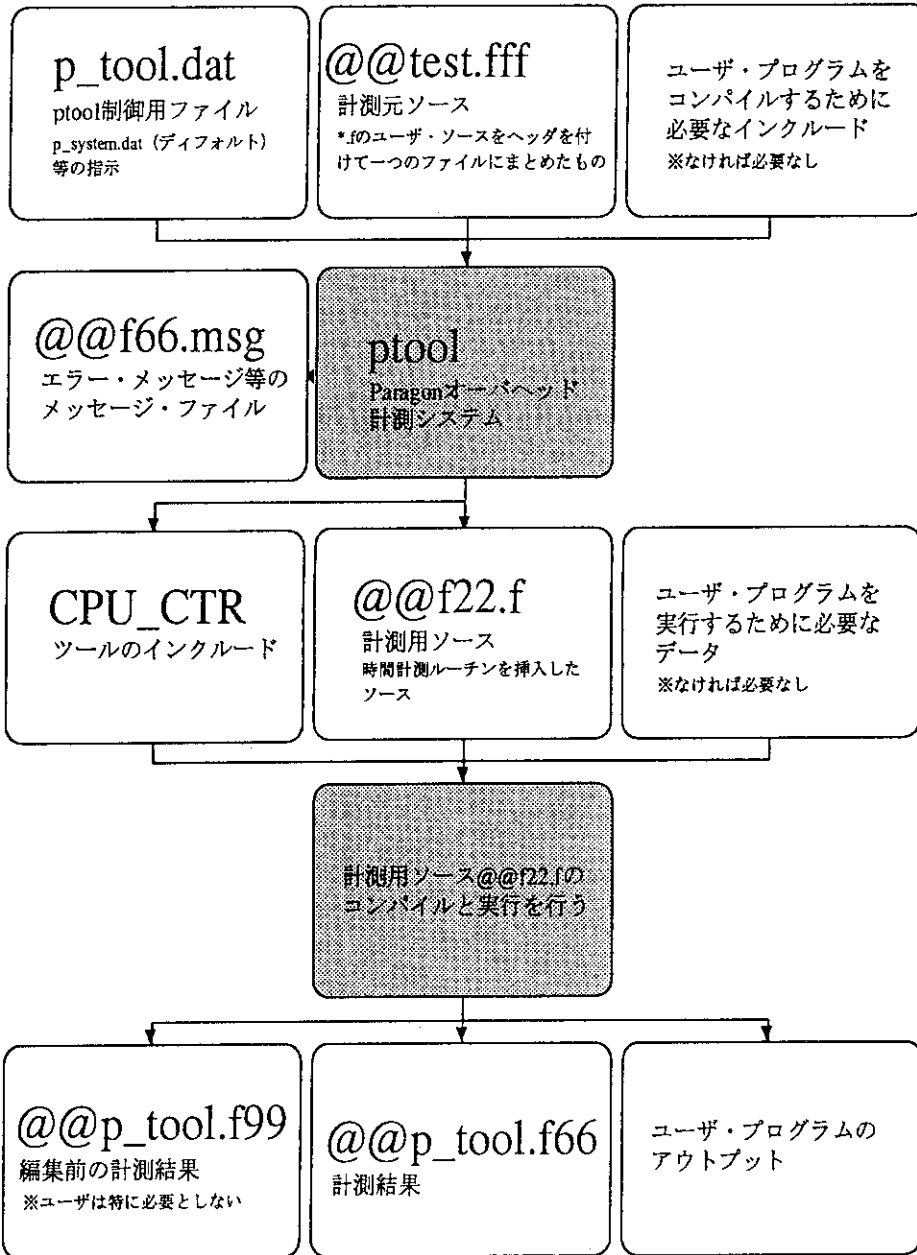 p_tool.dat
ptool制御用ファイル
p_system.dat（ディフォルト）
等の指示
@@test.fff
計測元ソース
*.fのユーザ・ソースをヘッダを付
けて一つのファイルにまとめたもの
ユーザ・プログラムを
コンパイルするために
必要なインクルード
※なければ必要なし
@@f66.msg
エラー・メッセージ等の
メッセージ・ファイル
ptool
Paragonオーバヘッド
計測システム
CPU_CTR
ツールのインクルード
@@f22.f
計測用ソース
時間計測ルーチンを挿入した
ソース
ユーザ・プログラムを
実行するために必要な
データ
※なければ必要なし
計測用ソース@@f22.fの
コンパイルと実行を行う
@@p_tool.f99
編集前の計測結果
※ユーザは特に必要としない
@@p_tool.f66
計測結果
ユーザ・プログラムの
アウトプット